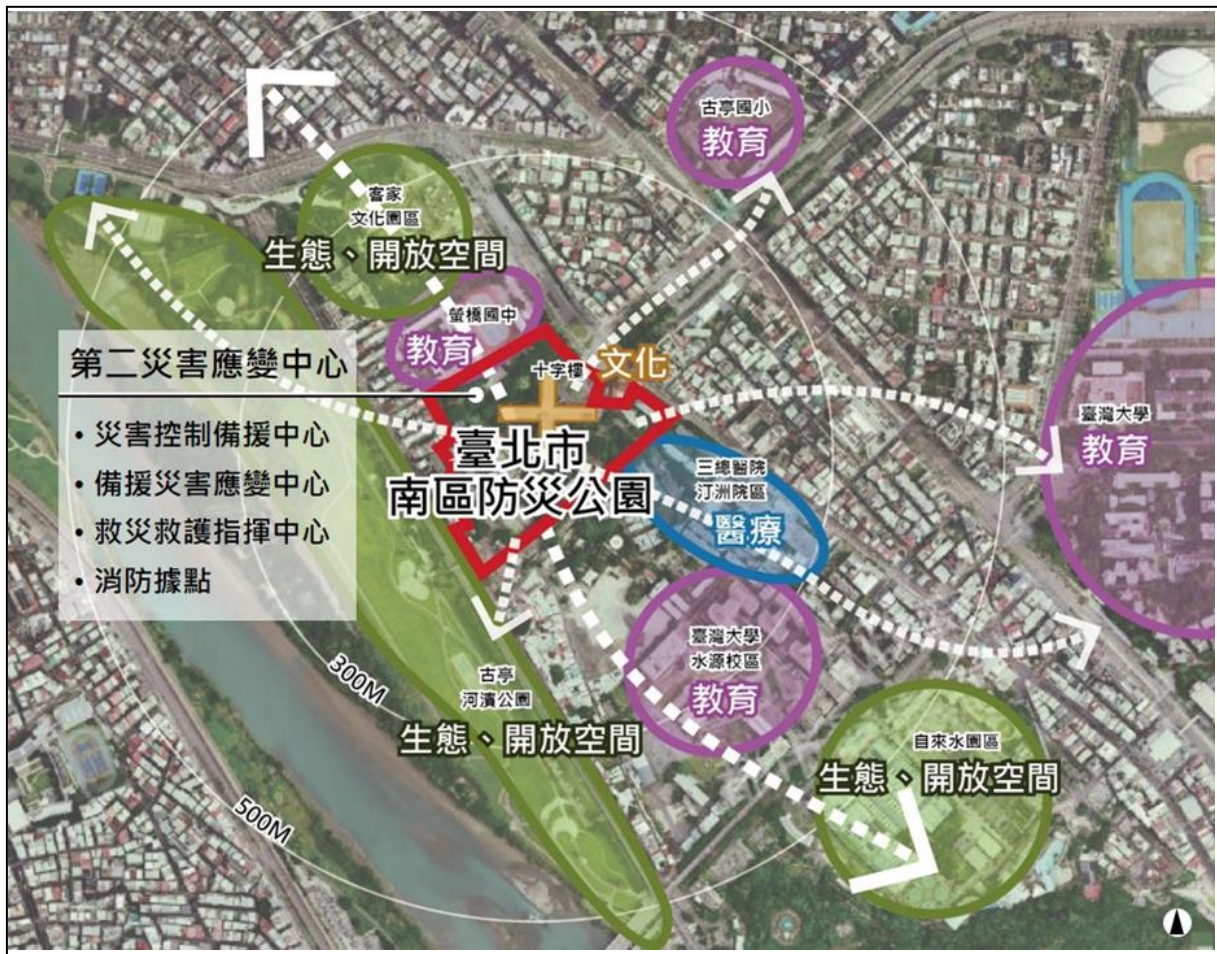 古亭國小
教育
客家
文化園區
生態、開放空間
螢橋國中
教育
第二災害應變中心
• 災害控制備援中心
• 備援災害應變中心
• 救災救護指揮中心
• 消防據點
十字樓
文化
臺北市
南區防災公園
三總醫院
汀洲院區
醫療
臺灣大學
教育
臺灣大學
水源校區
教育
古亭
河濱公園
生態、開放空間
自來水園區
生態、開放空間
300M
500M